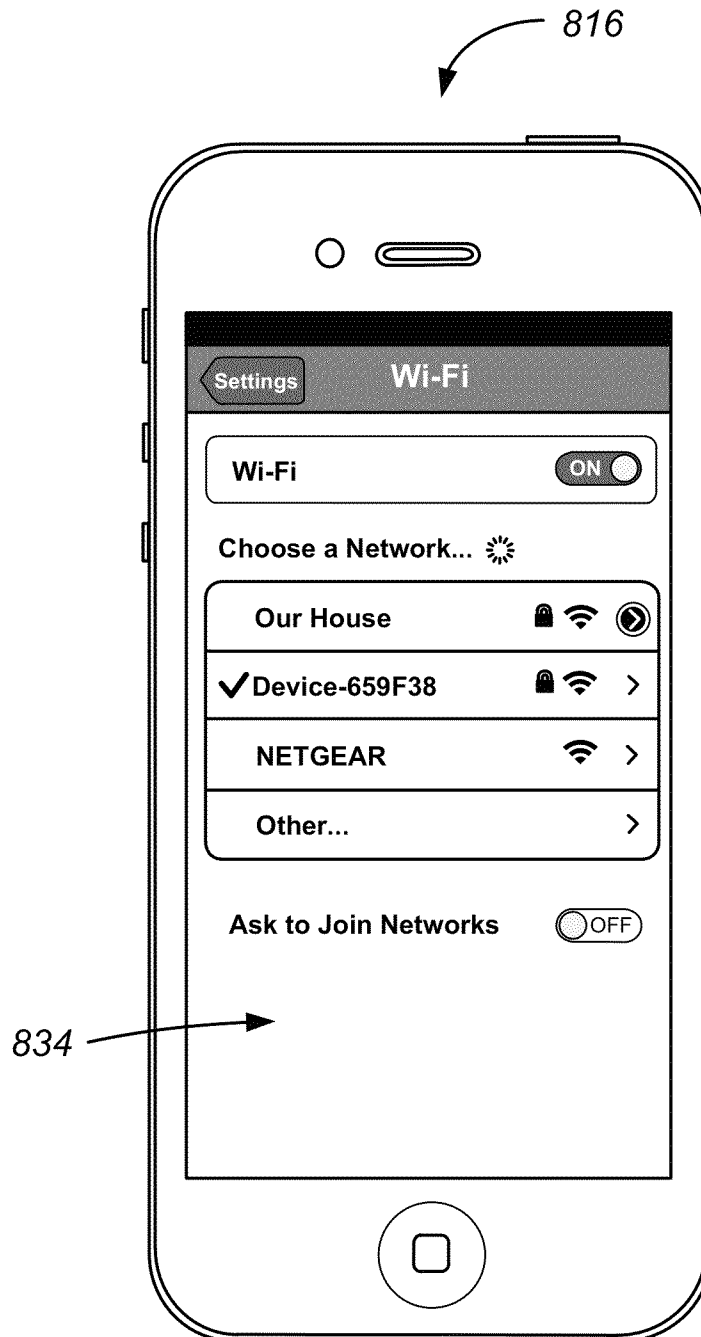 816
Settings Wi-Fi
Wi-Fi ON
Choose a Network...
Our House
Device-659F38
NETGEAR
Other...
Ask to Join Networks OFF
834